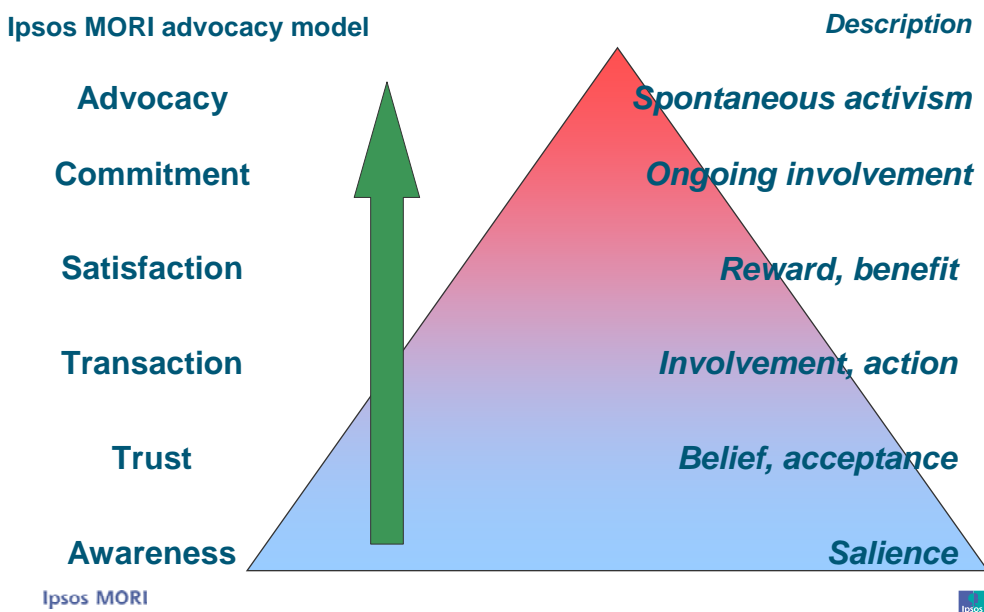 Ipsos MORI advocacy model
Description
Advocacy
Spontaneous activism
Commitment
Ongoing involvement
Satisfaction
Reward, benefit
Transaction
Involvement, action
Trust
Belief, acceptance
Awareness
Salience
Ipsos MORI
Ipsos